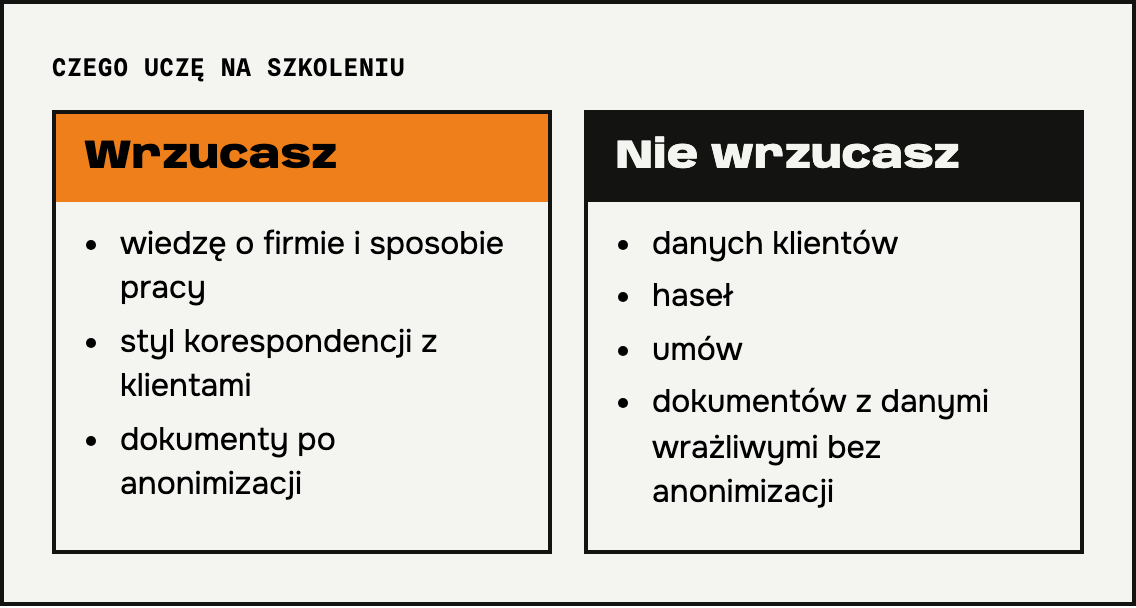 CZEGO UCZĘ NA SZKOLENIU
Wrzucasz
• wiedzę o firmie i sposobie
pracy
• styl korespondencji z
klientami
• dokumenty po
anonimizacji
Nie wrzucasz
• danych klientów
• haseł
• umów
• dokumentów z danymi
wrażliwymi bez
anonimizacji